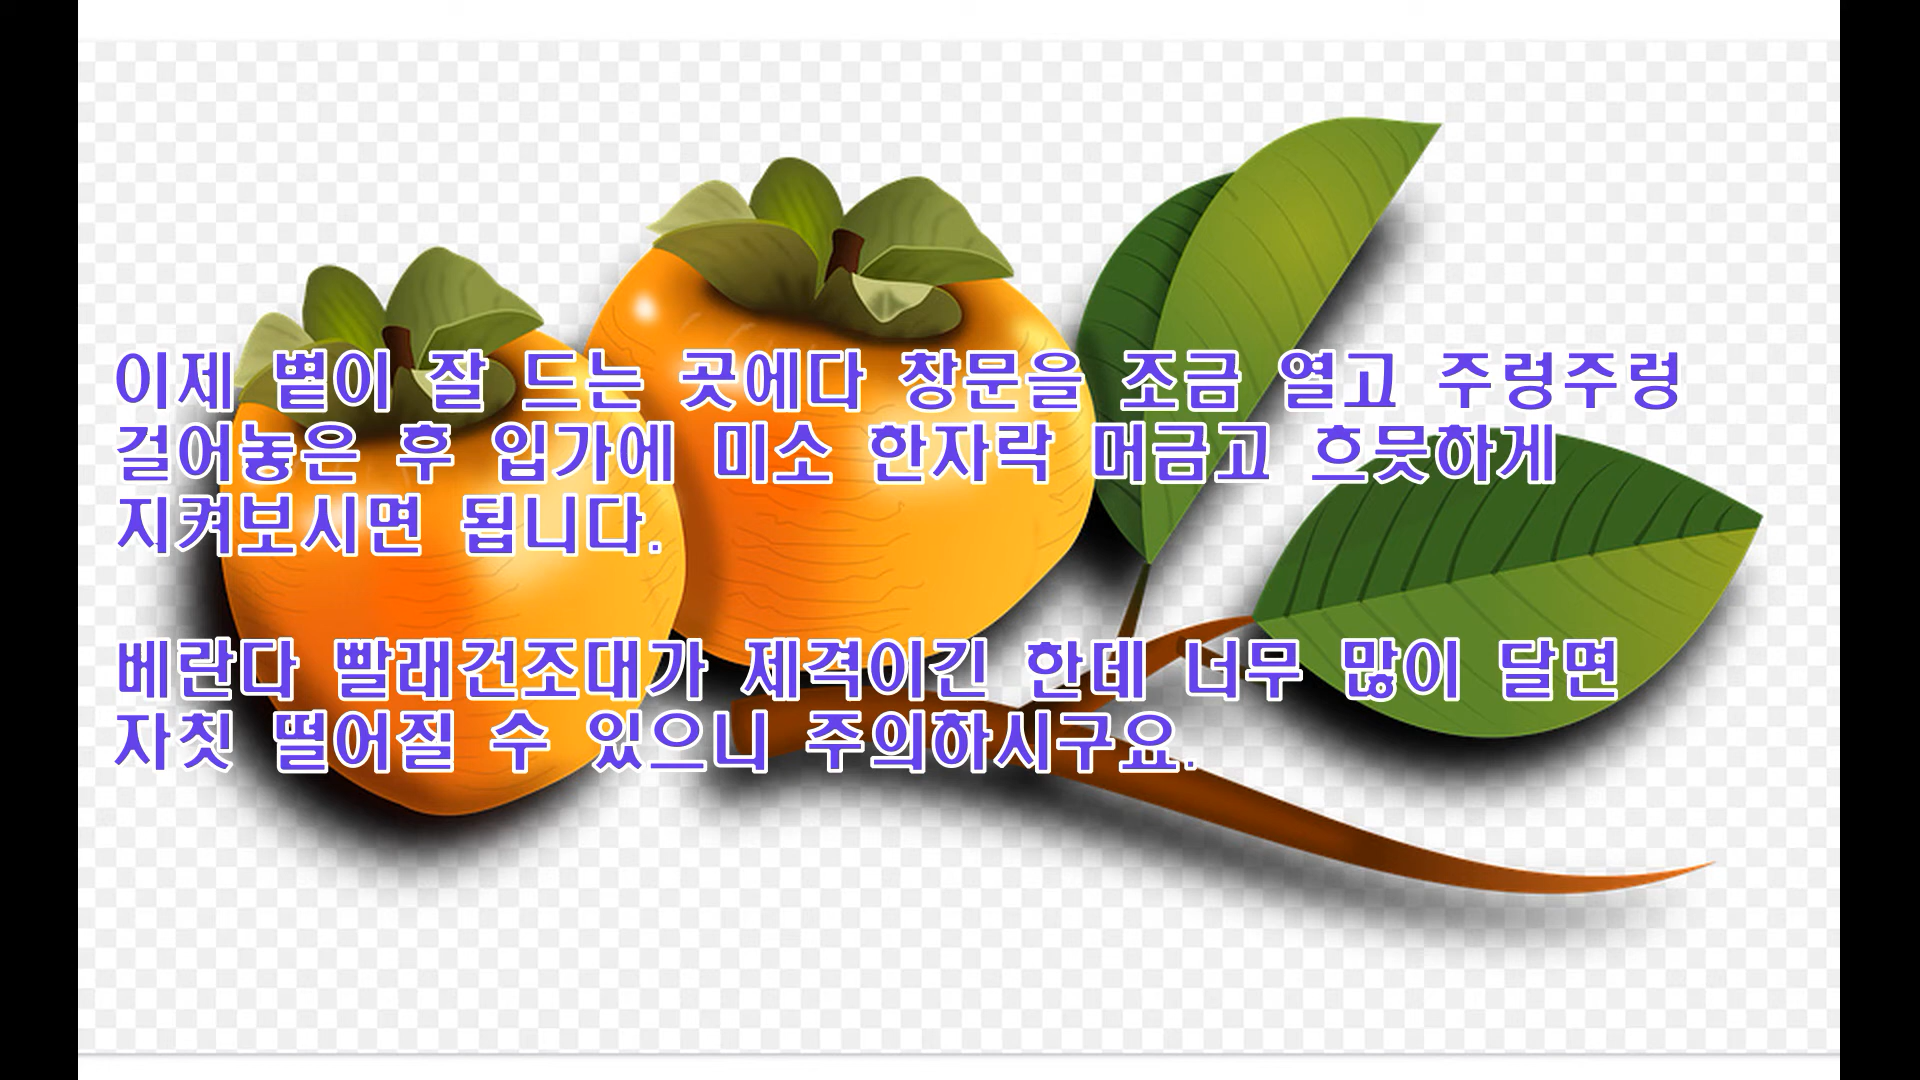 이제 볕이 잘 드는 곳에다 창문을 조금 열고 주렁주렁
걸어놓은 후 입가에 미소 한자락 머금고 흐뭇하게
지켜보시면 됩니다.
베란다 빨래건조대가 제격이긴 한데 너무 많이 달면
자칫 떨어질 수 있으니 주의하시구요.